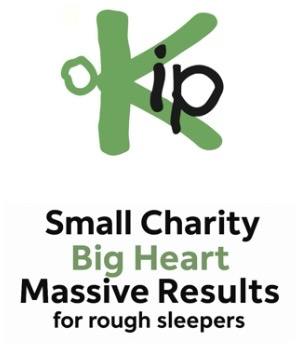 Kip
Small Charity
Big Heart
Massive Results
for rough sleepers